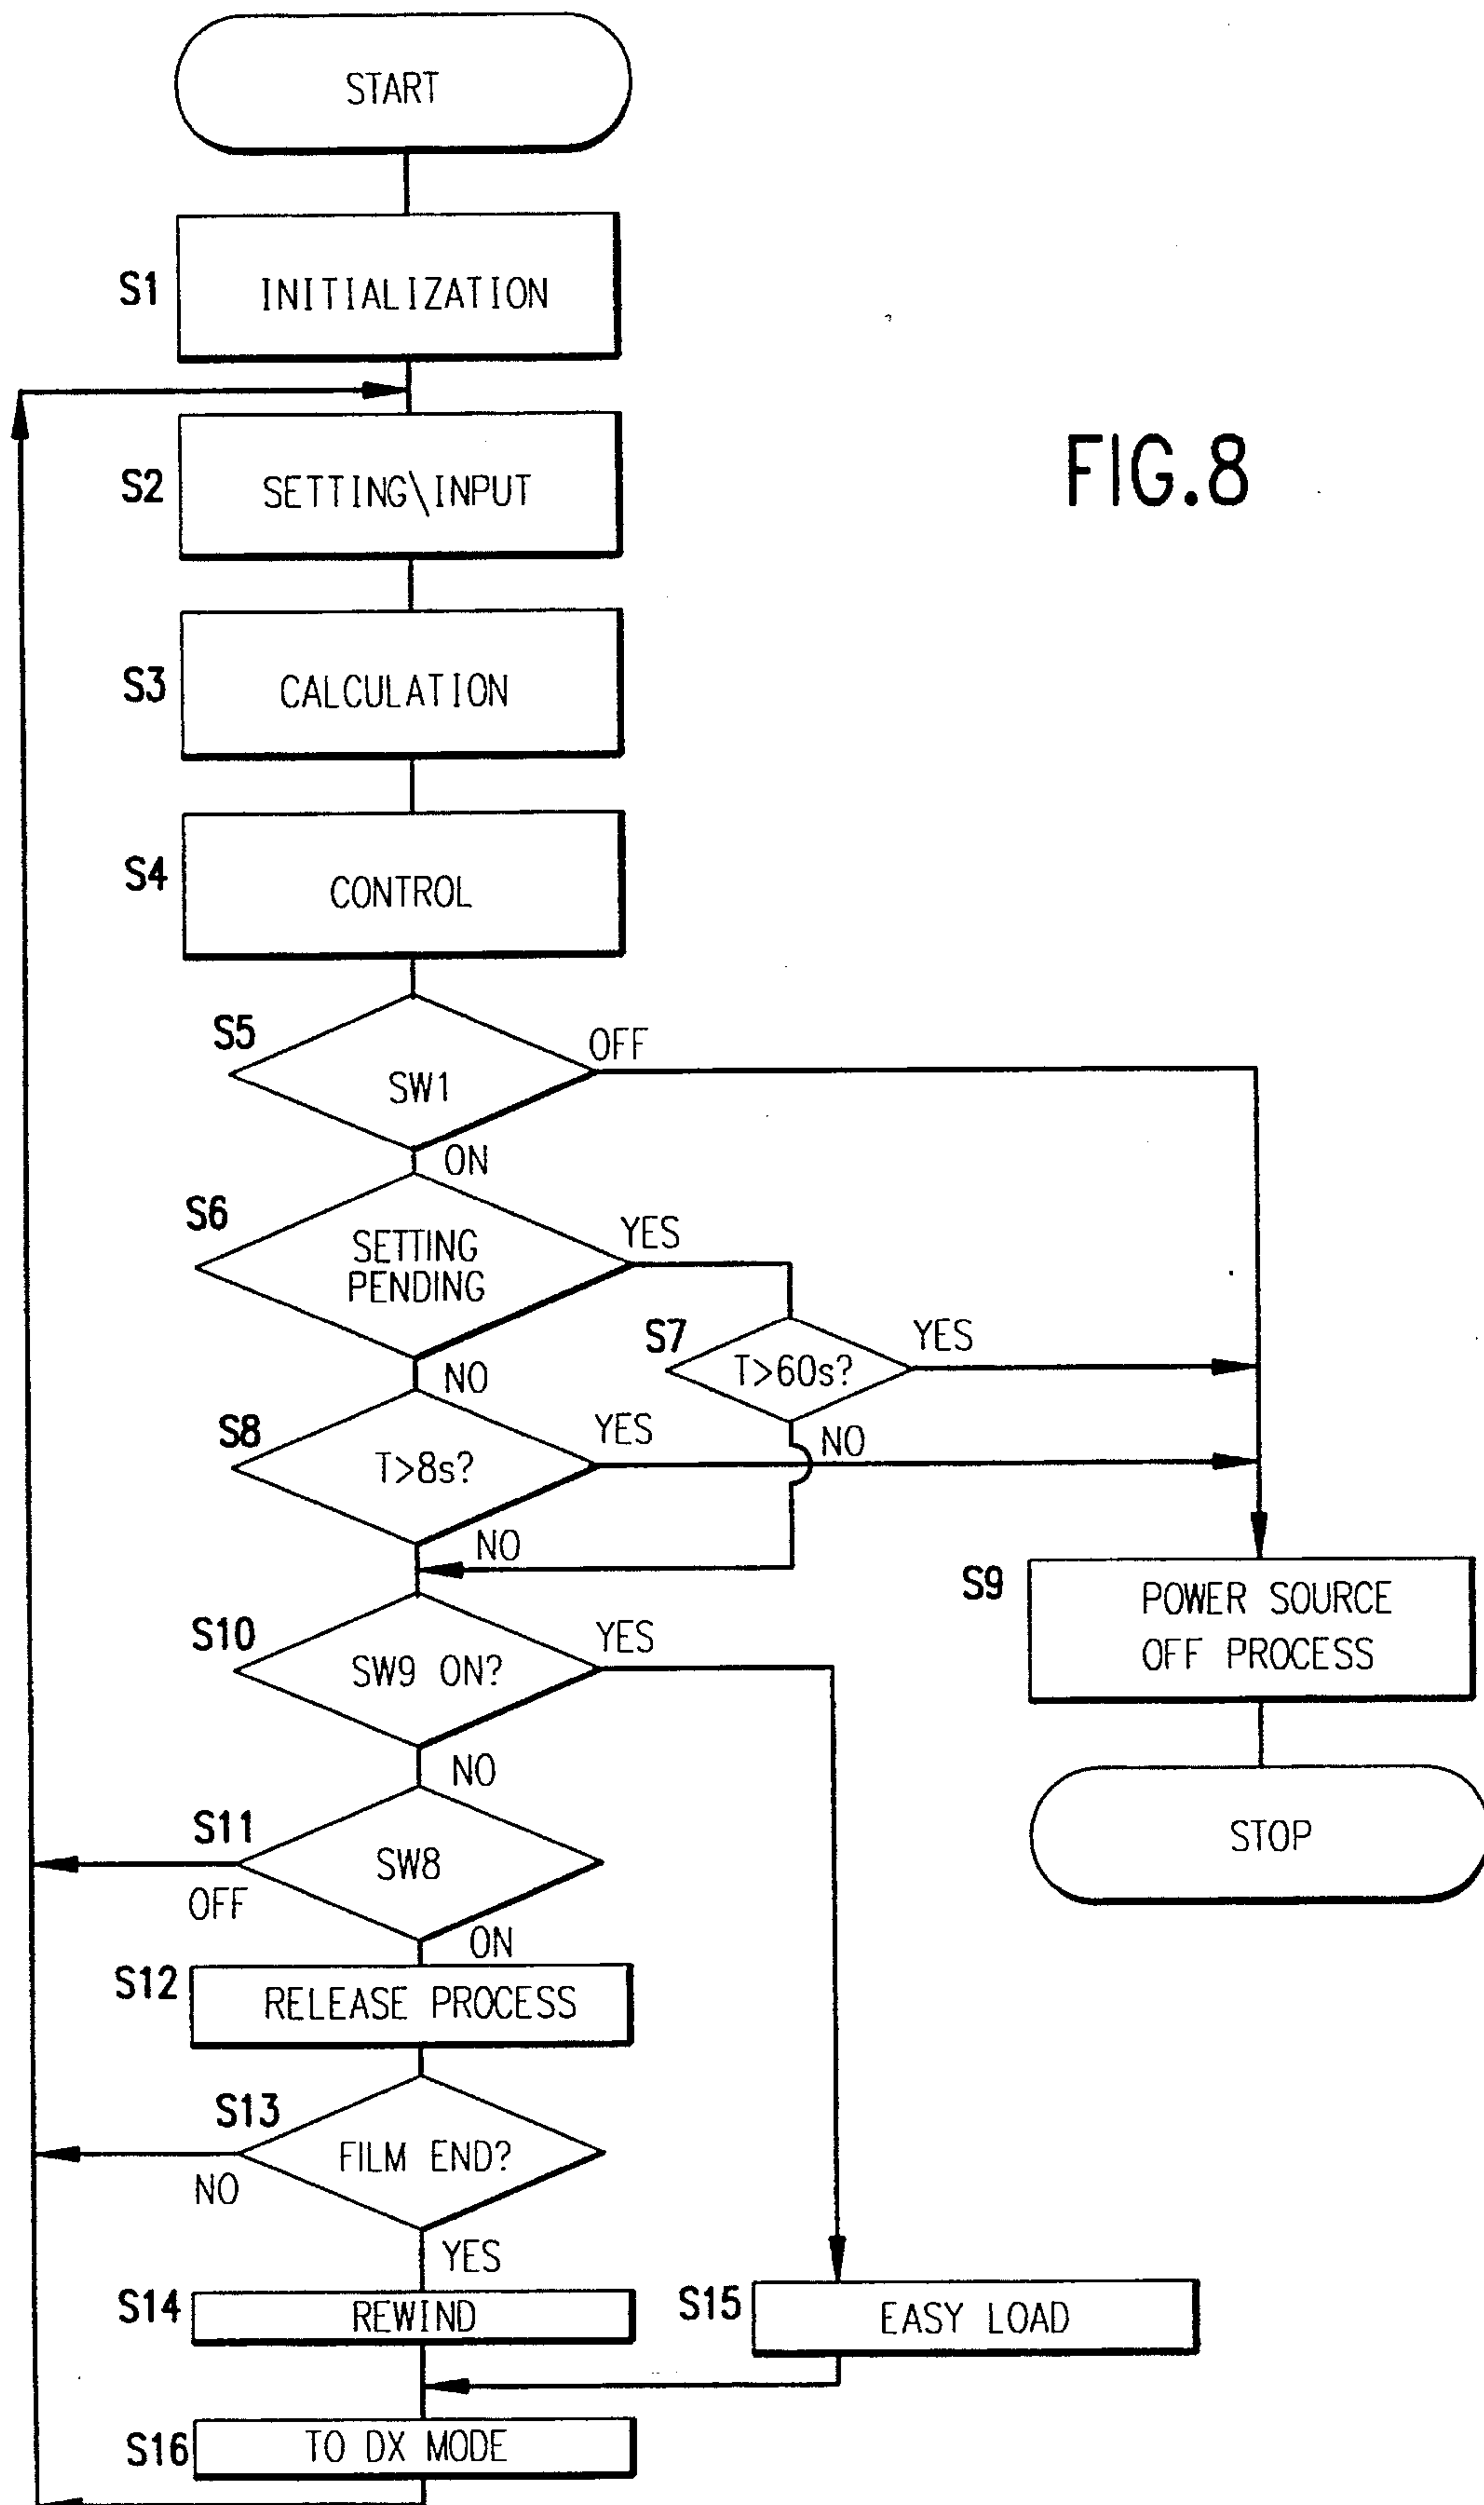 START
S1
INITIALIZATION
FIG.8
S2
SETTING\INPUT
S3
CALCULATION
S4
CONTROL
S5
SW1
OFF
ON
S6
SETTING
PENDING
YES
NO
S7
T>60s?
YES
NO
S8
T>8s?
YES
NO
S9
POWER SOURCE
OFF PROCESS
STOP
S10
SW9 ON?
YES
NO
S11
SW8
OFF
ON
S12
RELEASE PROCESS
S13
FILM END?
NO
YES
S14
REWIND
S15
EASY LOAD
S16
TO DX MODE